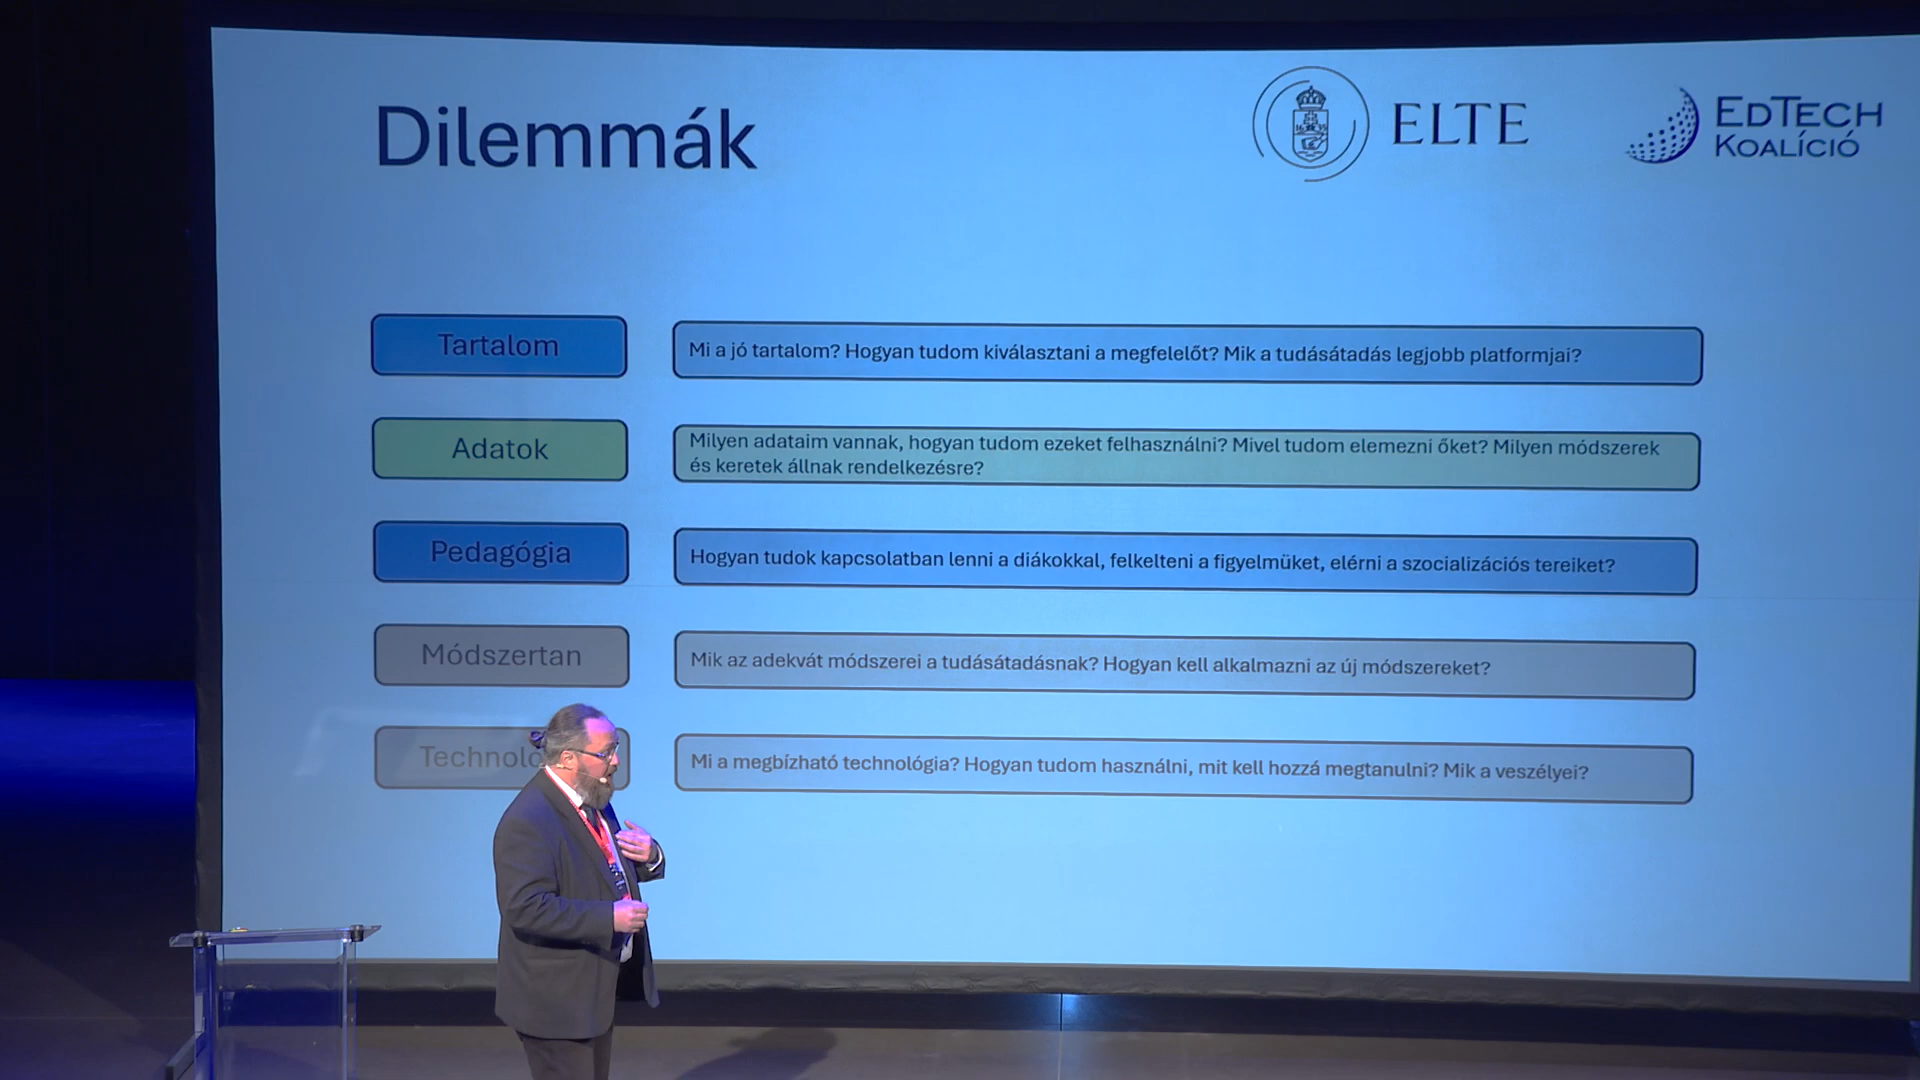 Dilemmák
ELTE
EDTECH
KOALÍCIÓ
Tartalom
Mi a jó tartalom? Hogyan tudom kiválasztani a megfelelőt? Mik a tudásátadás legjobb platformjai?
Adatok
Milyen adataim vannak, hogyan tudom ezeket felhasználni? Mivel tudom elemezni őket? Milyen módszerek
és keretek állnak rendelkezésre?
Pedagógia
Hogyan tudok kapcsolatban lenni a diákokkal, felkelteni a figyelmüket, elérni a szocializációs tereiket?
Módszertan
Mik az adekvát módszerei a tudásátadásnak? Hogyan kell alkalmazni az új módszereket?
Technolo
Mi a megbízható technológia? Hogyan tudom használni, mit kell hozzá megtanulni? Mik a veszélyei?